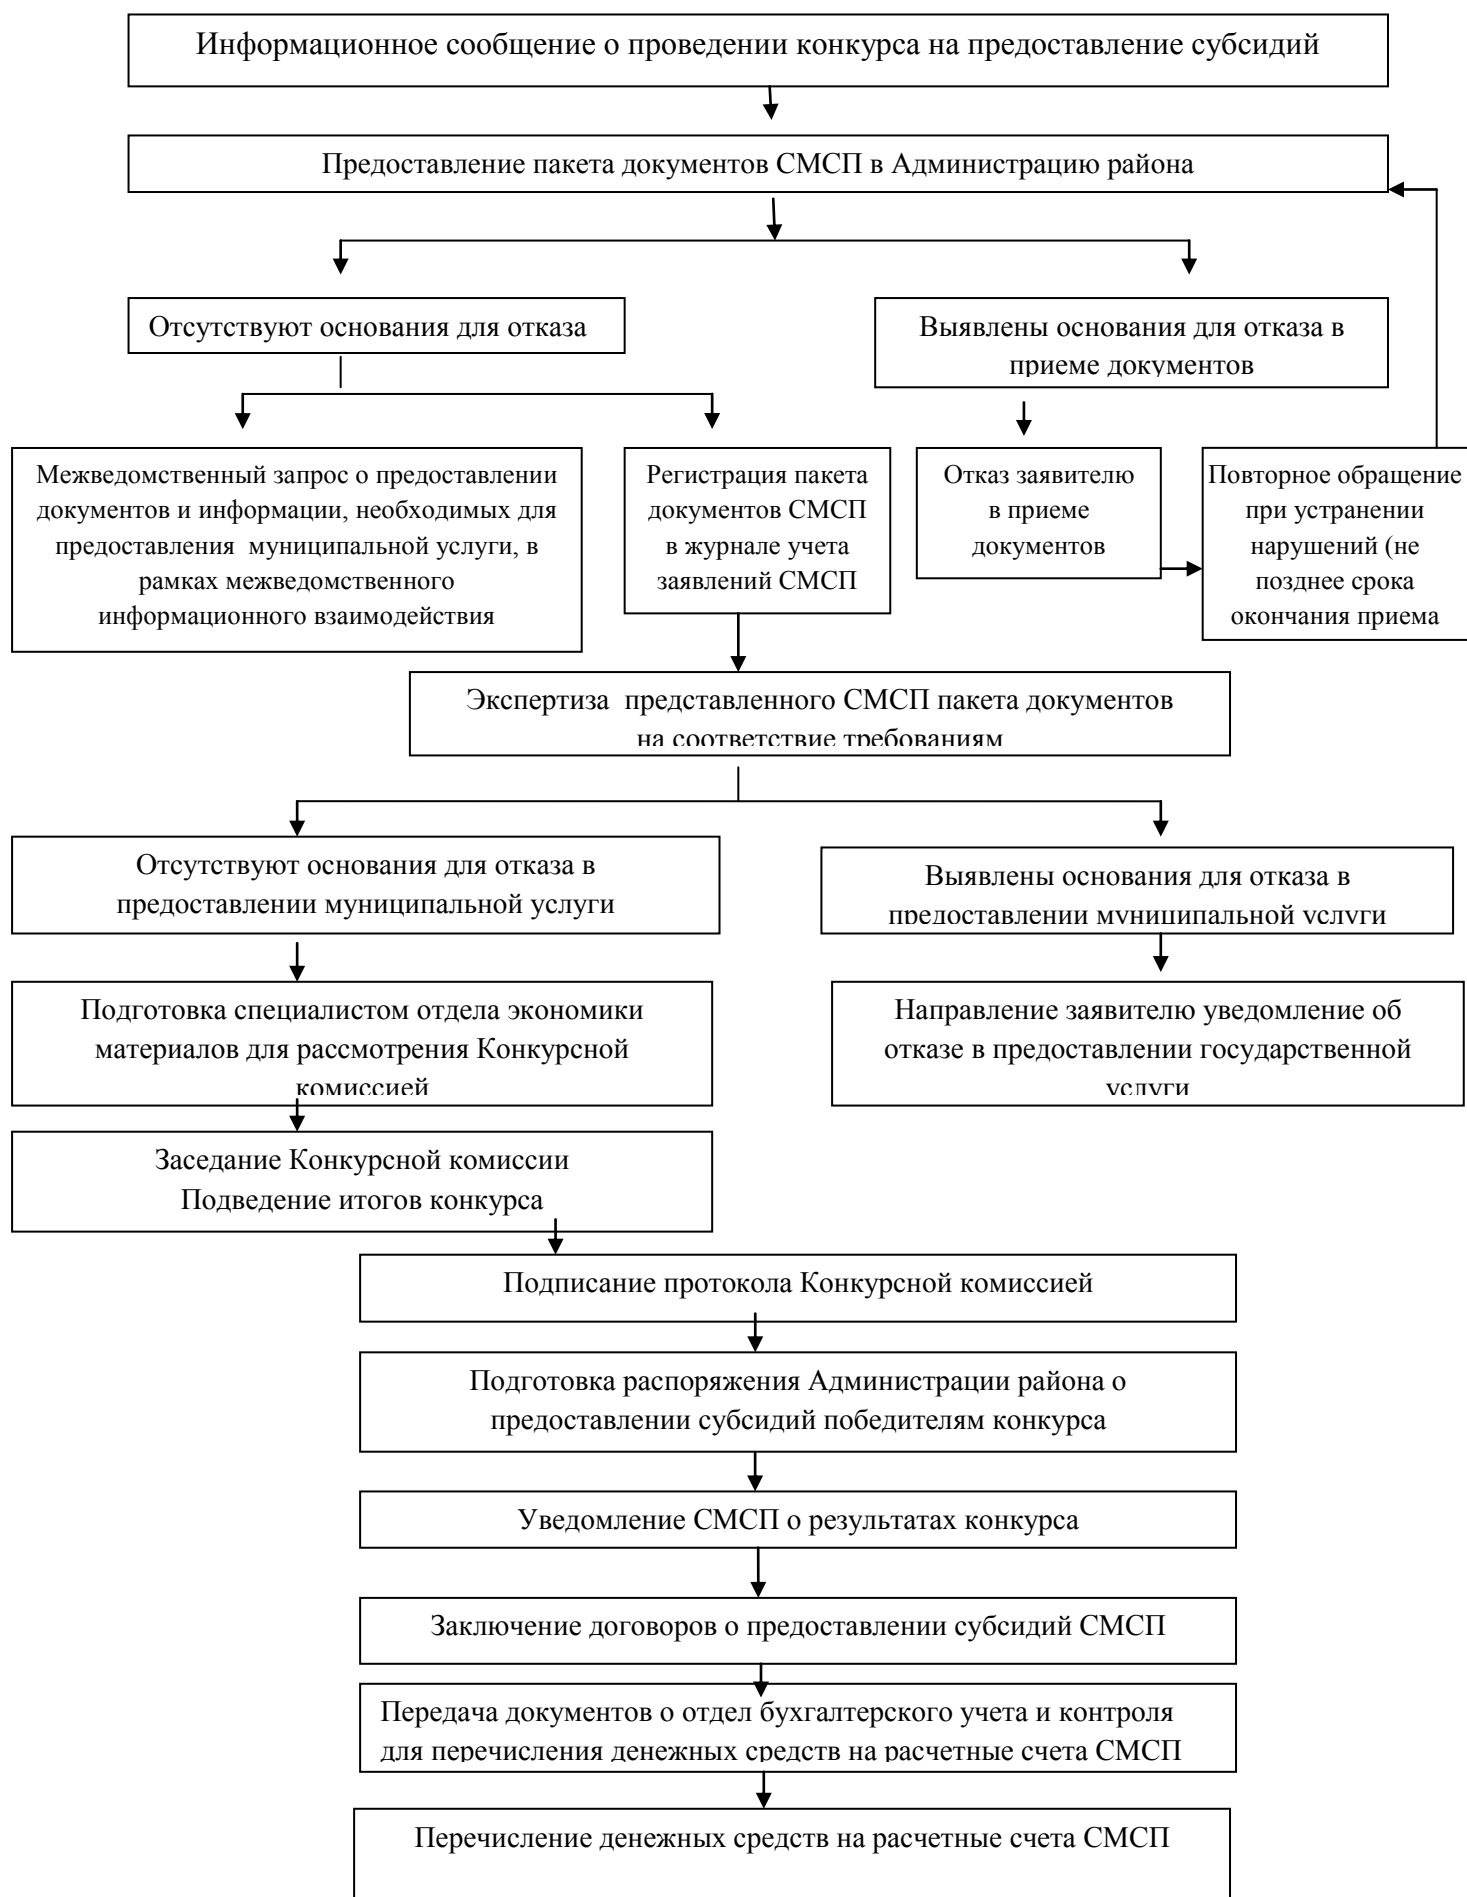 Информационное сообщение о проведении конкурса на предоставление субсидий
Предоставление пакета документов СМСП в Администрацию района
Отсутствуют основания для отказа
Выявлены основания для отказа в
приеме документов
Межведомственный запрос о предоставлении
документов и информации, необходимых для
предоставления муниципальной услуги, в
рамках межведомственного
информационного взаимодействия
Регистрация пакета
документов СМСП
в журнале учета
заявлений СМСП
Отказ заявителю
в приеме
документов
Повторное обращение
при устранении
нарушений (не
позднее срока
окончания приема
Экспертиза представленного СМСП пакета документов
на соответствие требованиям
Отсутствуют основания для отказа в
предоставлении муниципальной услуги
Выявлены основания для отказа в
предоставлении муниципальной услуги
Подготовка специалистом отдела экономики
материалов для рассмотрения Конкурсной
комиссией
Направление заявителю уведомление об
отказе в предоставлении государственной
услуги
Заседание Конкурсной комиссии
Подведение итогов конкурса
Подписание протокола Конкурсной комиссией
Подготовка распоряжения Администрации района о
предоставлении субсидий победителям конкурса
Уведомление СМСП о результатах конкурса
Заключение договоров о предоставлении субсидий СМСП
Передача документов о отдел бухгалтерского учета и контроля
для перечисления денежных средств на расчетные счета СМСП
Перечисление денежных средств на расчетные счета СМСП